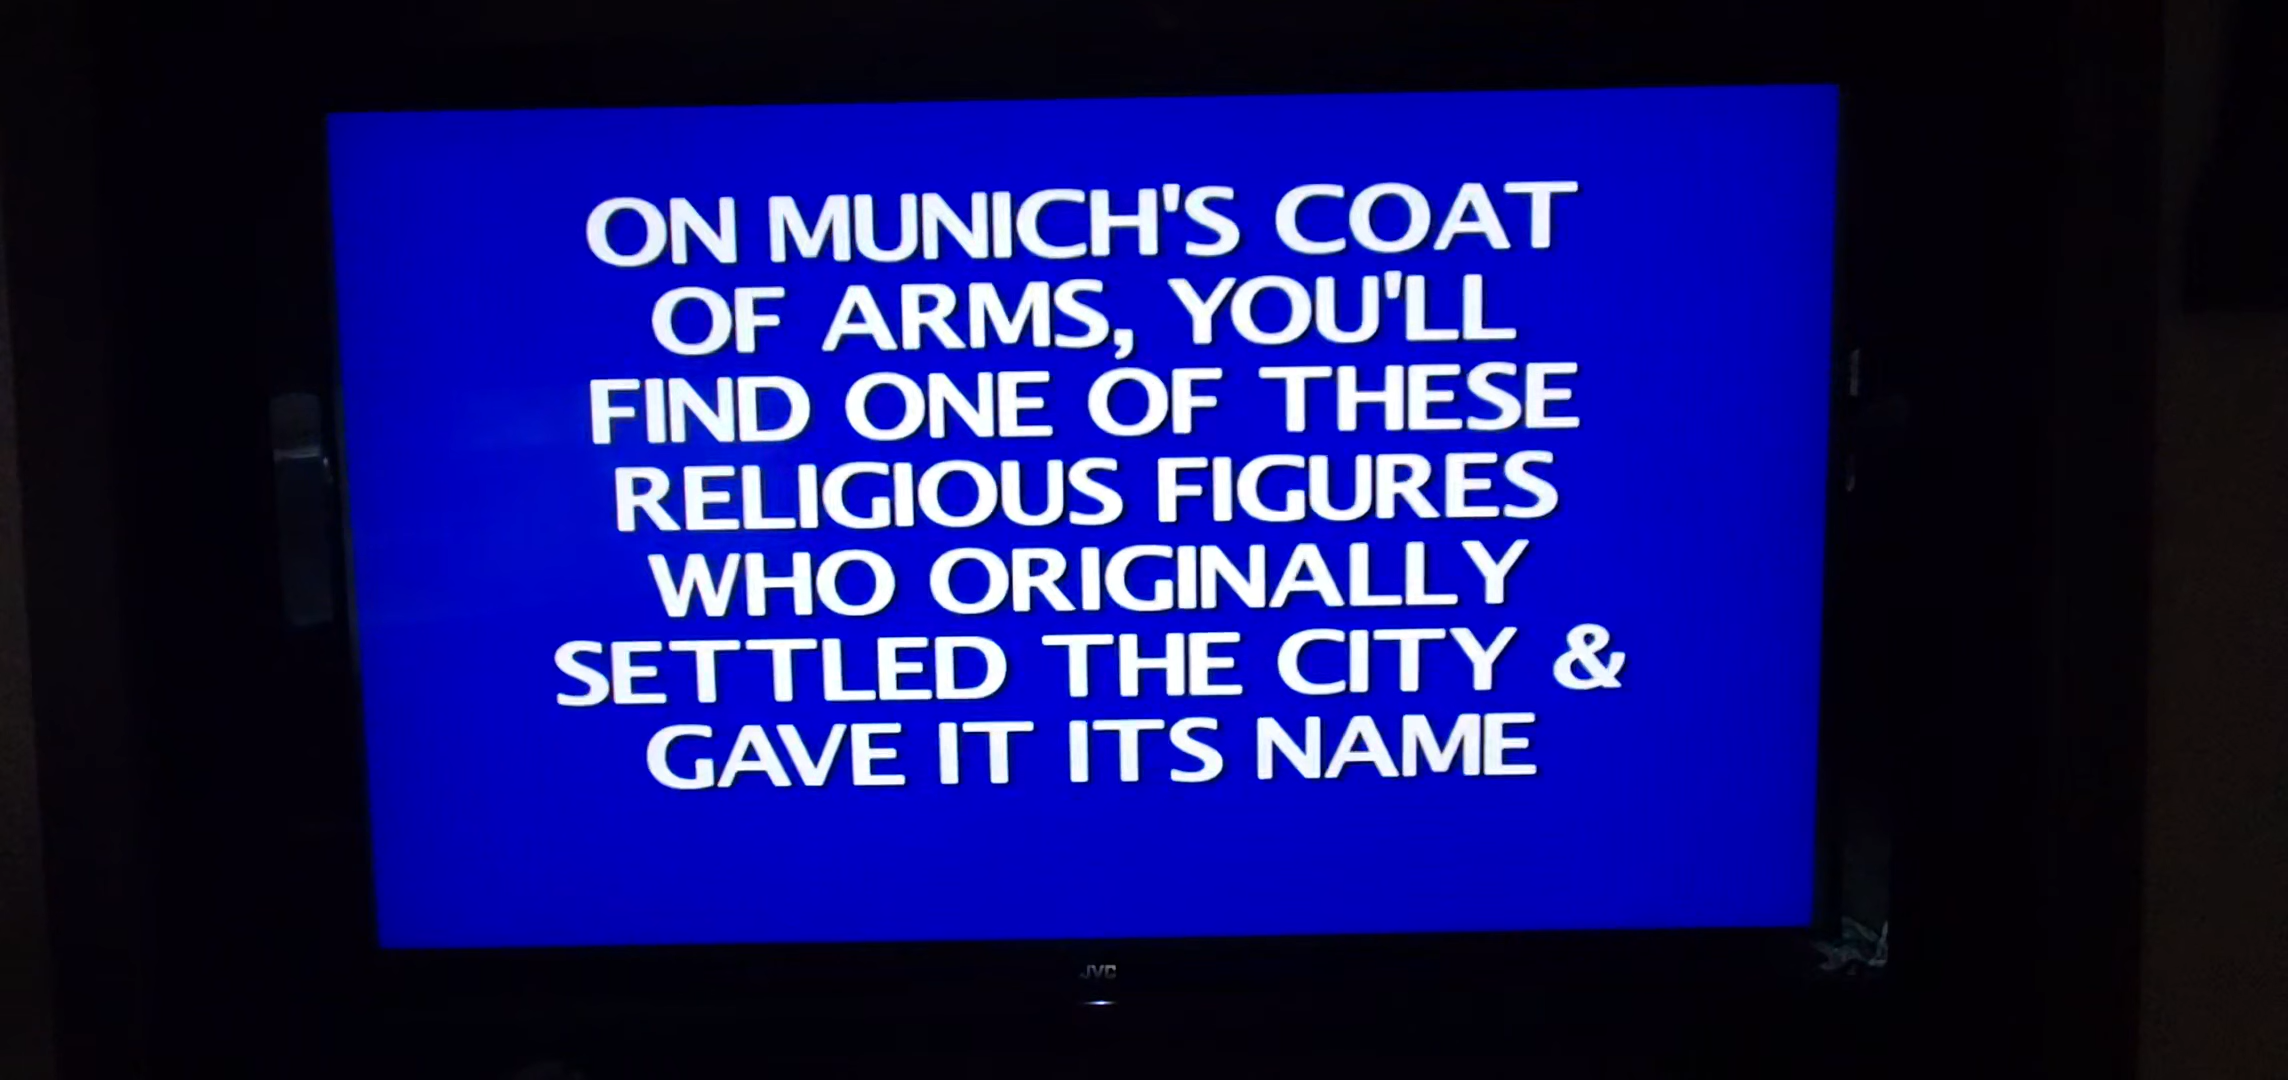 ON MUNICH'S COAT
OF ARMS, YOU'LL
FIND ONE OF THESE
RELIGIOUS FIGURES
WHO ORIGINALLY
SETTLED THE CITY &
GAVE IT ITS NAME
JVC